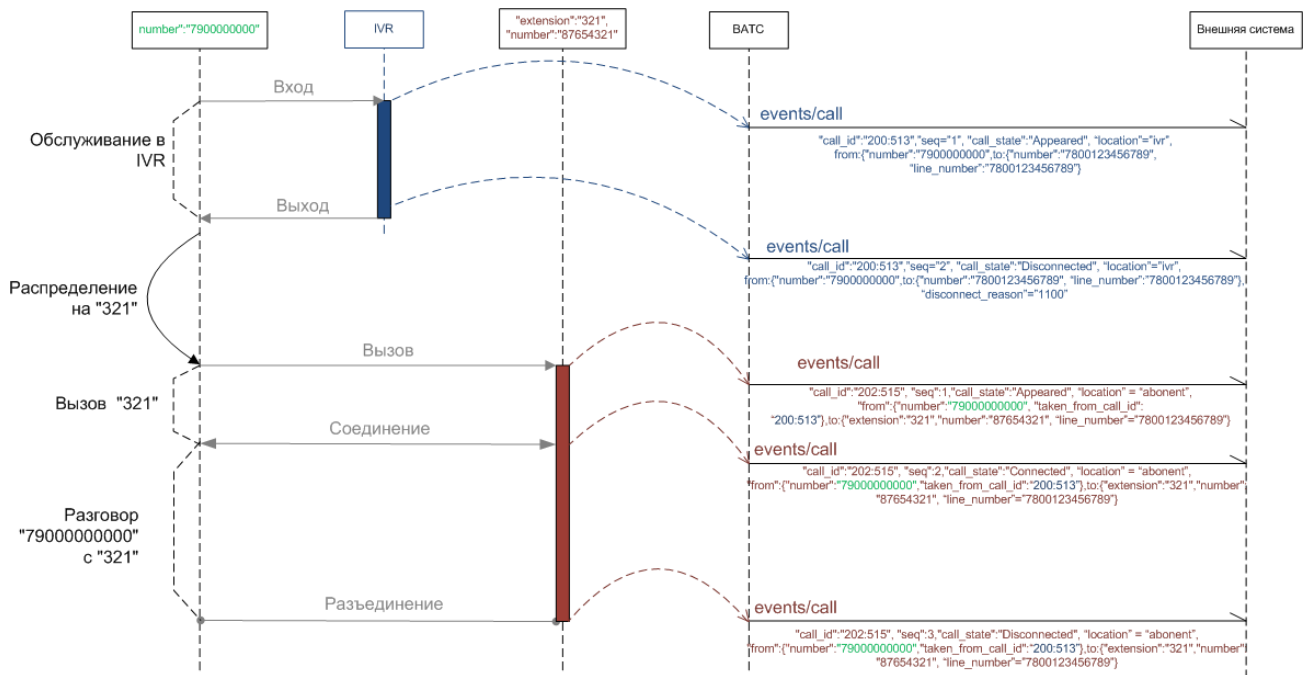 number":"7900000000"
IVR
"extension":"321",
"number":"87654321"
ВАТС
Внешняя система
Вход
events/call
Обслуживание в
IVR
"call_id":"200:513","seq="1", "call_state":"Appeared", "location"="ivr",
from:{"number":"7900000000",to:{"number":"7800123456789",
"line_number":"7800123456789"}
Выход
events/call
"call_id":"200:513","seq="2", "call_state":"Disconnected", "location"="ivr",
from:{"number":"7900000000",to:{"number":"7800123456789", "line_number":"7800123456789"},
"disconnect_reason"="1100"
Распределение
на "321"
Вызов
events/call
Вызов "321"
"call_id":"202:515", "seq":1,"call_state":"Appeared", "location" = "abonent",
"from":{"number:"79000000000", "taken_from_call_id":
"200:513"},to:{"extension":"321","number":"87654321", "line_number"="7800123456789"}
Соединение
events/call
"call_id":"202:515", "seq":2,"call_state":"Connected", "location" = "abonent",
"from":{"number:"79000000000","taken_from_call_id":"200:513"},to:{"extension":"321","number":
"87654321", "line_number"="7800123456789"}
Разговор
"79000000000"
с "321"
Разъединение
events/call
"call_id":"202:515", "seq":3,"call_state":"Disconnected", "location" = "abonent",
"from":{"number:"79000000000","taken_from_call_id":"200:513"},to:{"extension":"321","number":
"87654321", "line_number"="7800123456789"}